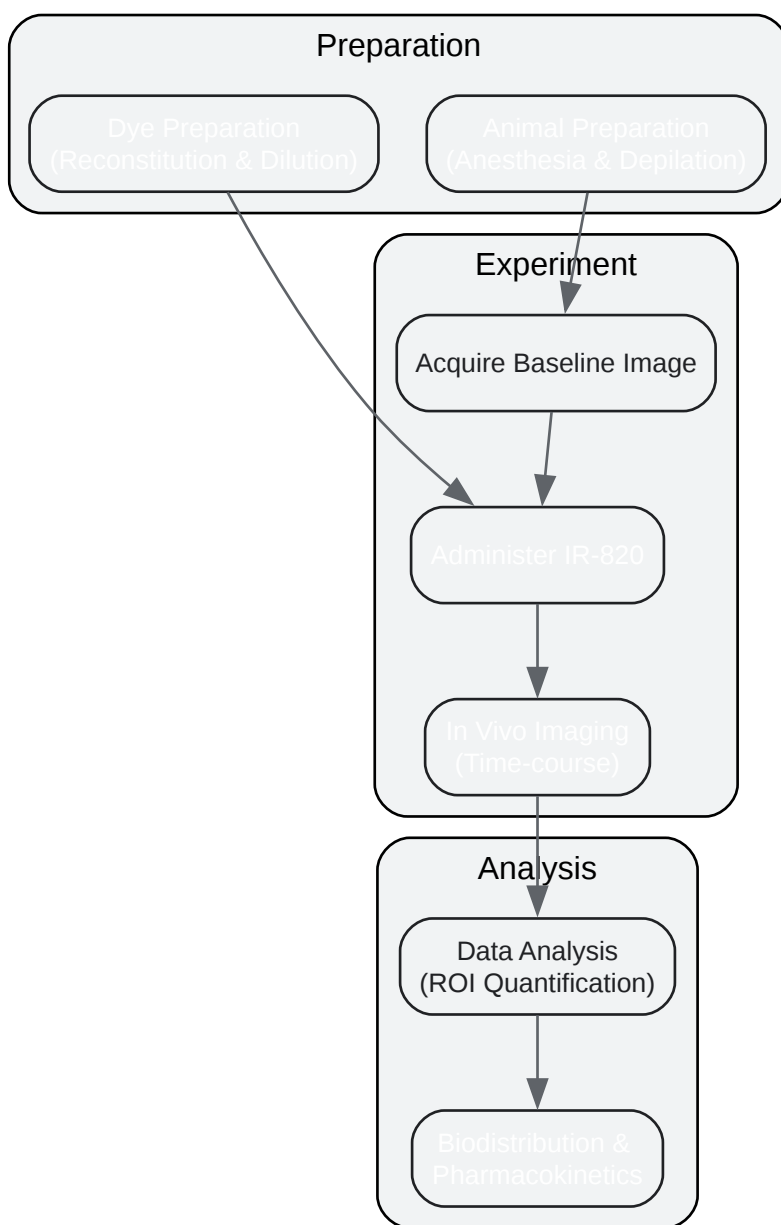 Preparation
Dye Preparation
(Reconstitution & Dilution)
Animal Preparation
(Anesthesia & Depilation)
Experiment
Acquire Baseline Image
Administer IR-820
In Vivo Imaging
(Time-course)
Analysis
Data Analysis
(ROI Quantification)
Biodistribution &
Pharmacokinetics